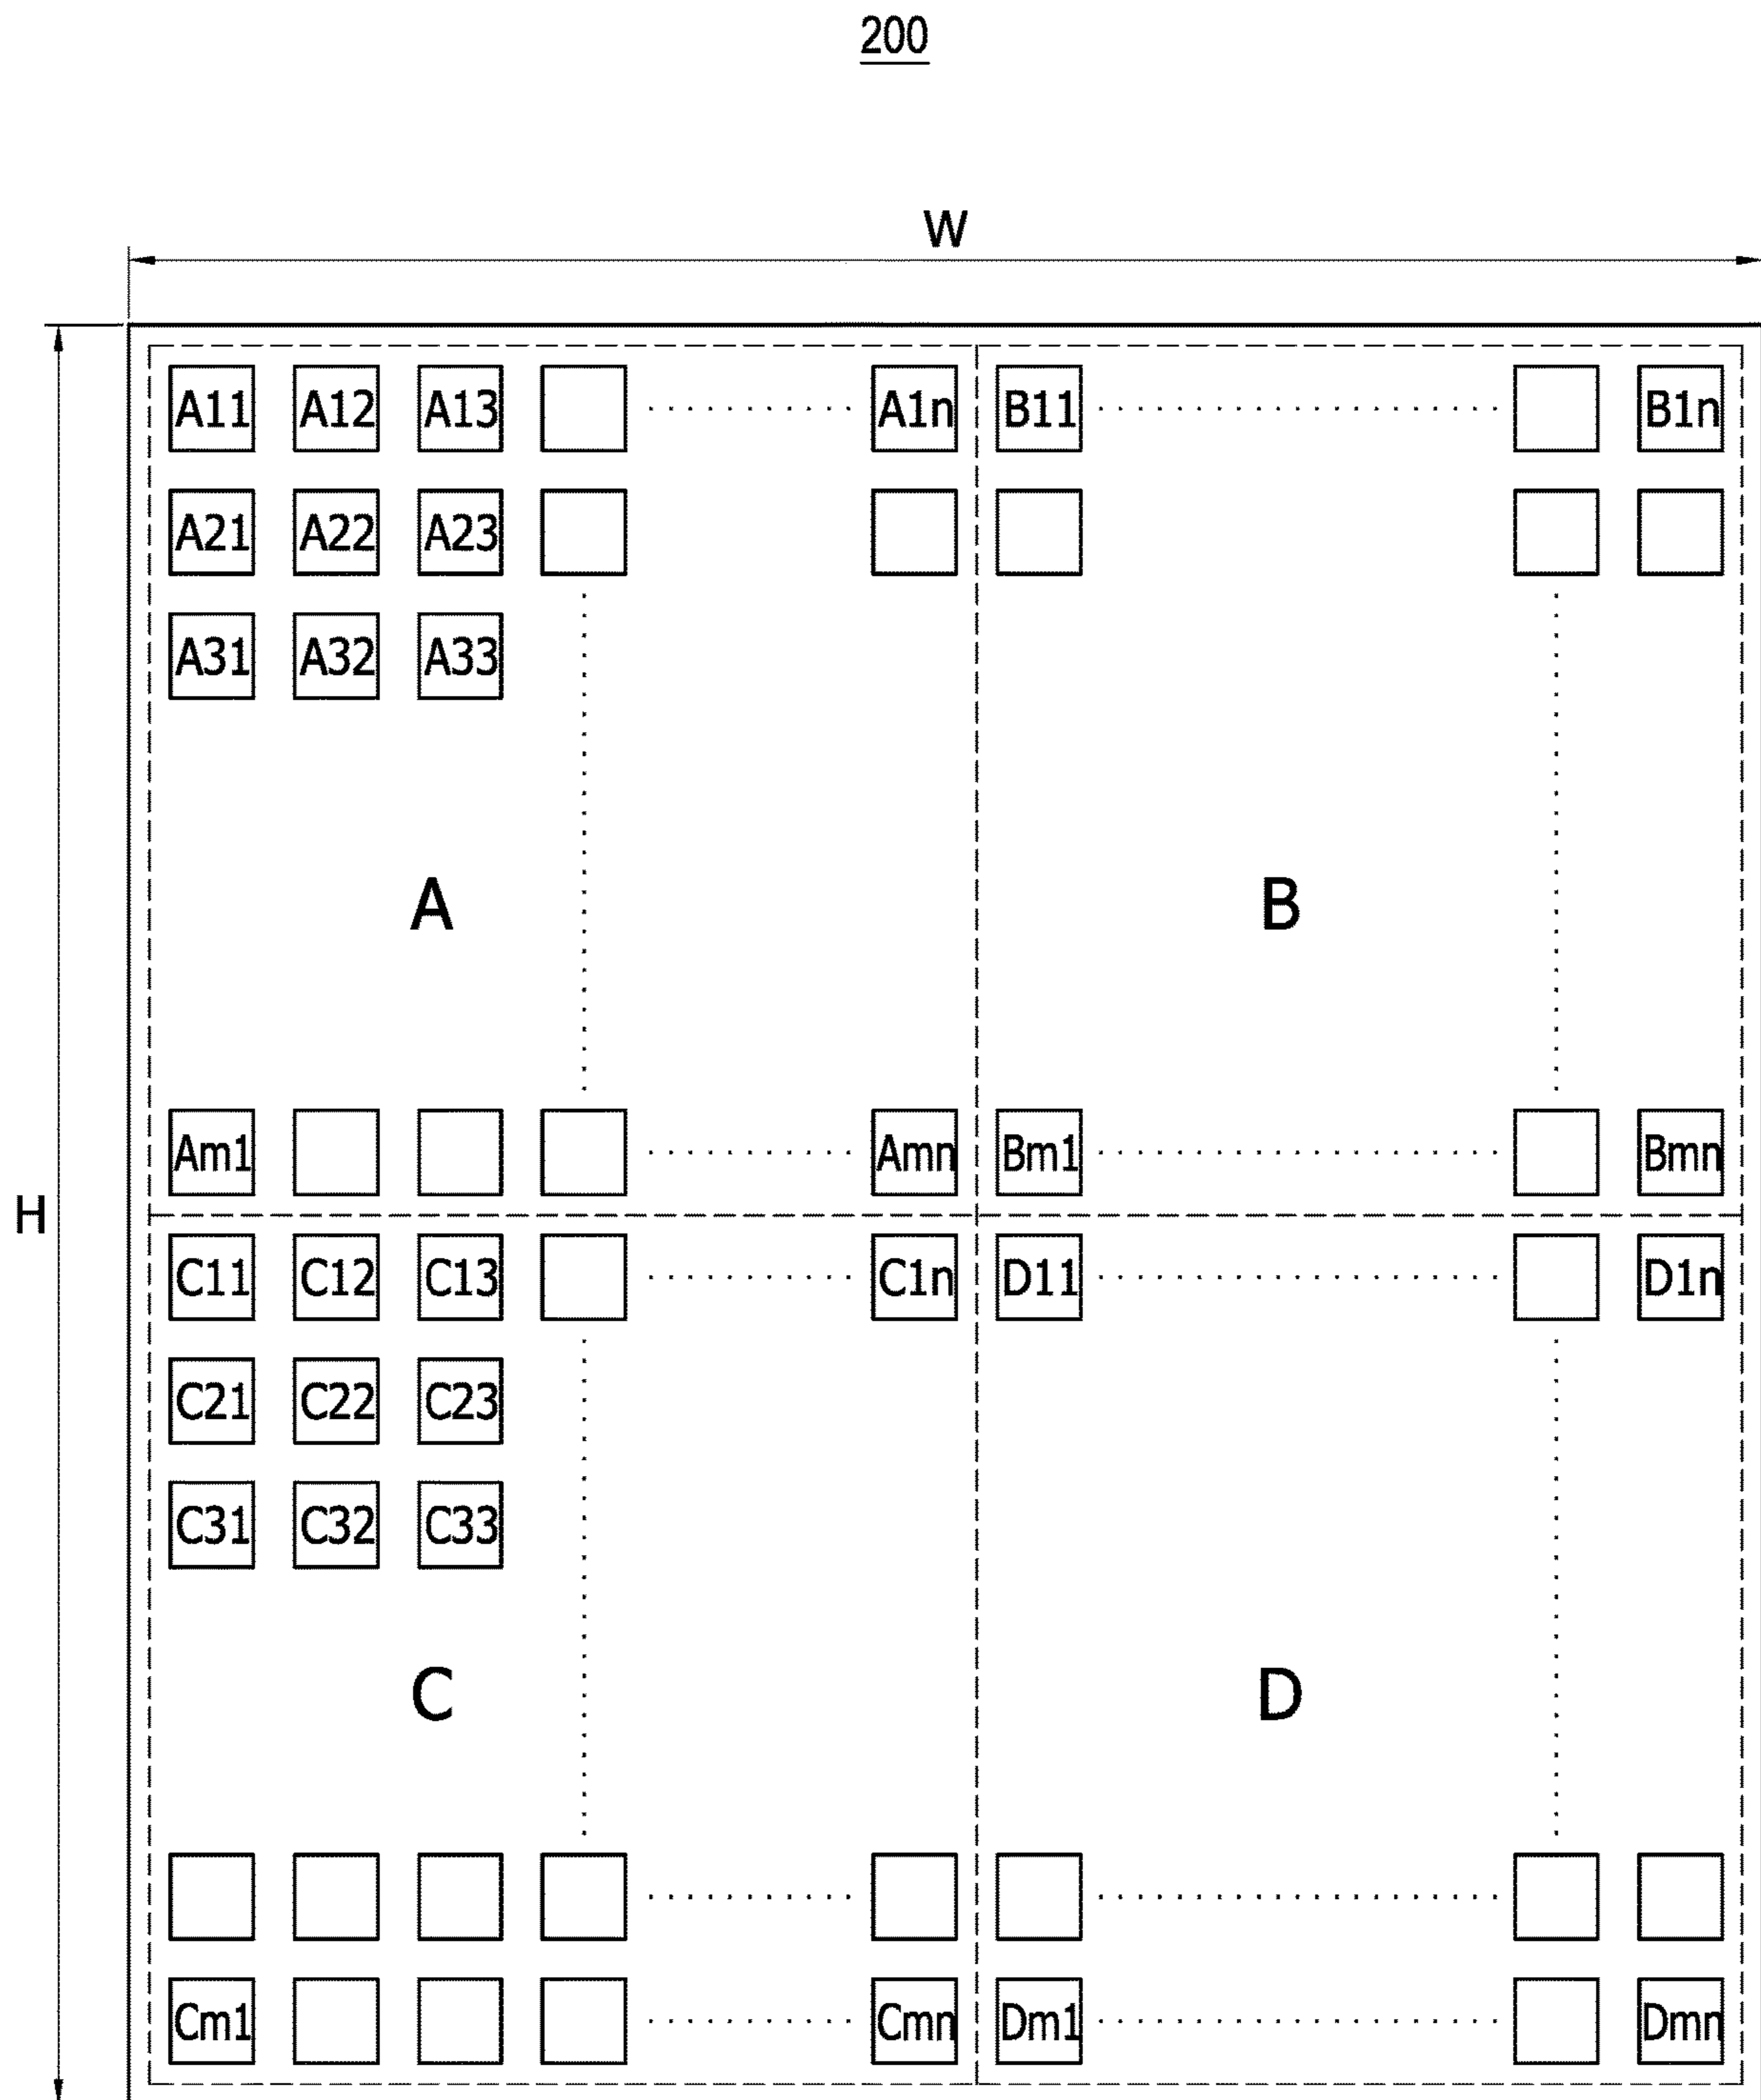 200
W
A11 A12 A13 A1n B11 B1n
A21 A22 A23
A31 A32 A33
A B
Am1 Amn Bm1 Bmn
H
C11 C12 C13 C1n D11 D1n
C21 C22 C23
C31 C32 C33
C D
Cm1 Cmn Dm1 Dmn